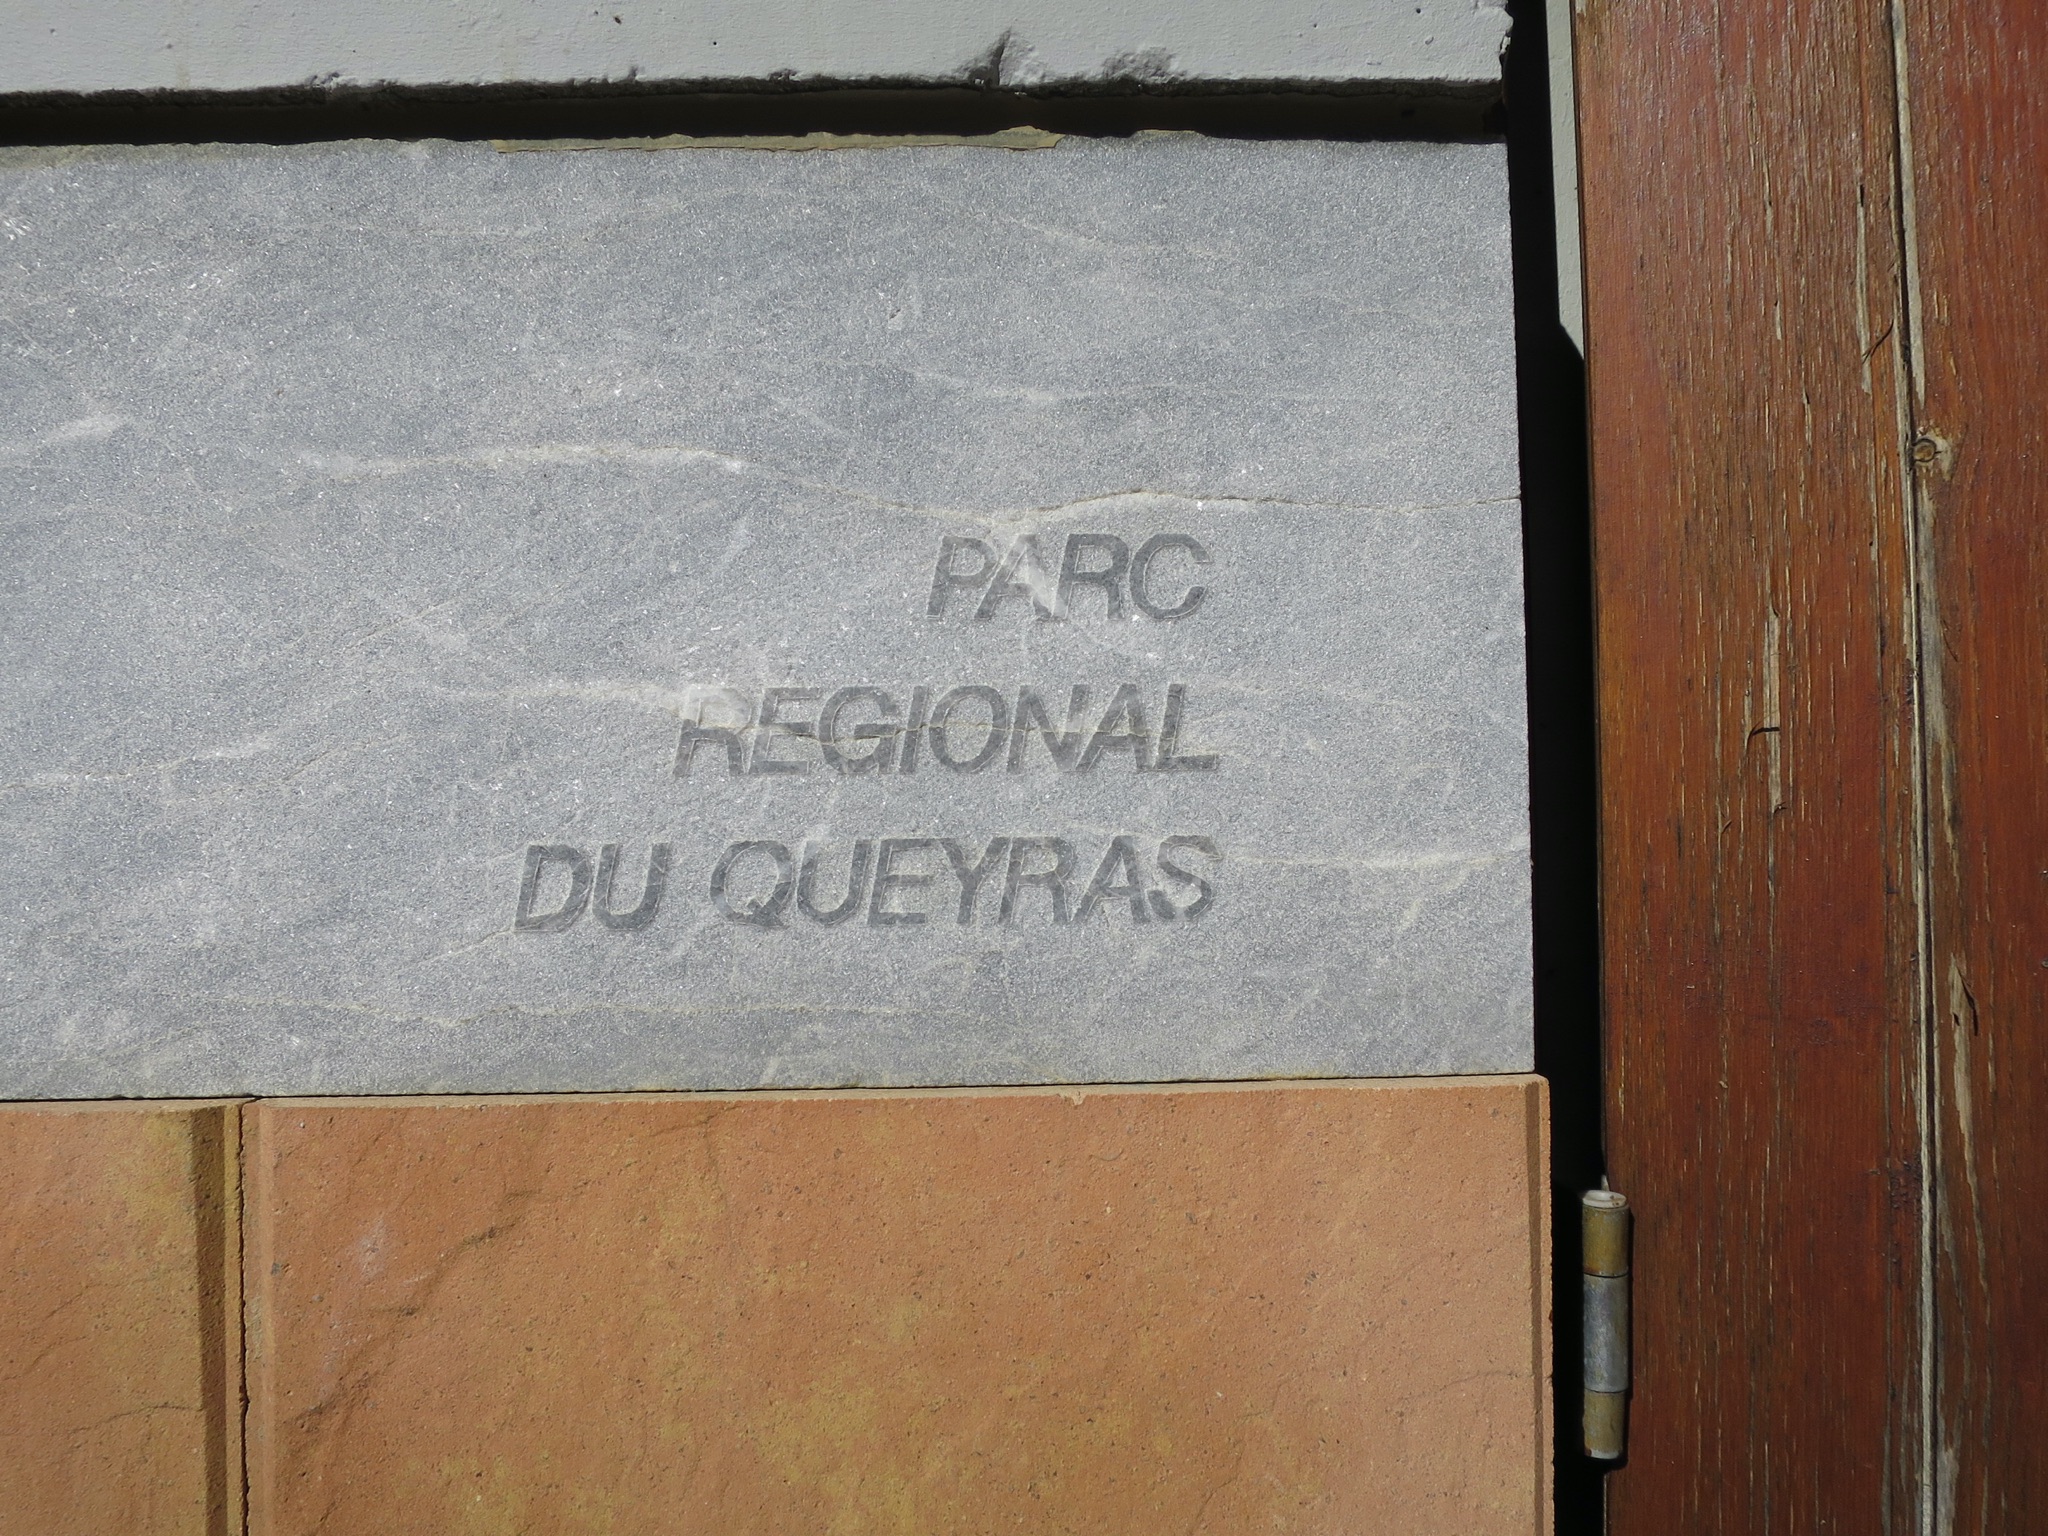 PARC
REGIONAL
DU QUEYRAS